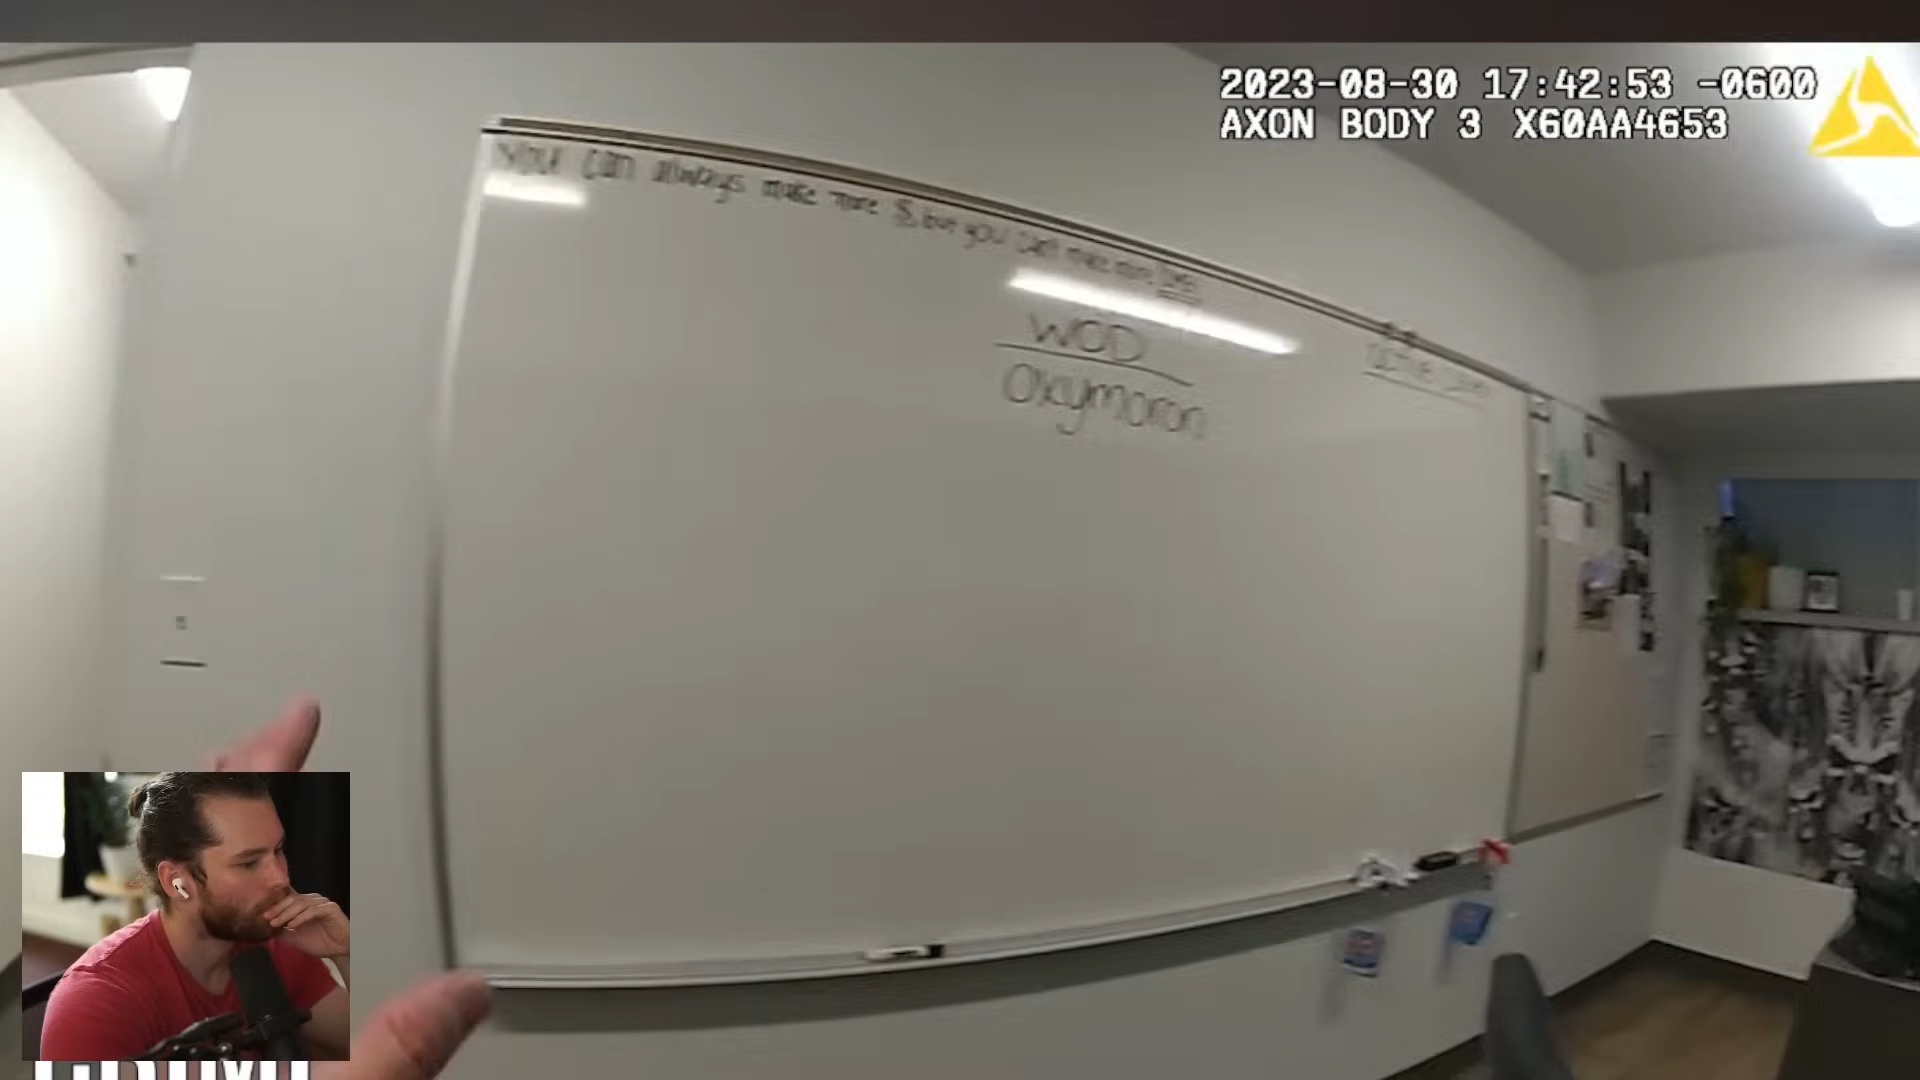 2023-08-30 17:42:53 -0600
AXON BODY 3 X60AA4653
You can always make more $, but you can't make more time
WOD
Oxymoron